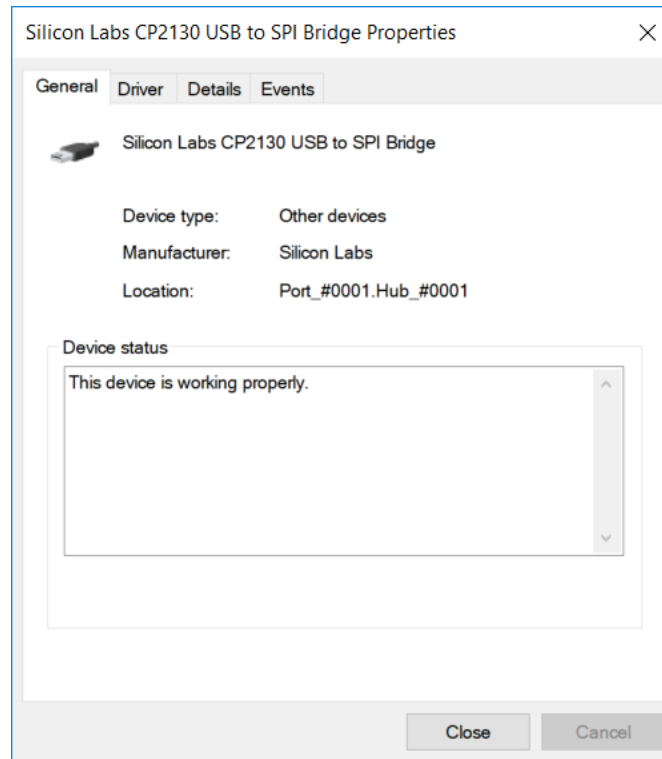 Silicon Labs CP2130 USB to SPI Bridge Properties
General Driver Details Events
Silicon Labs CP2130 USB to SPI Bridge
Device type: Other devices
Manufacturer: Silicon Labs
Location: Port_#0001.Hub_#0001
Device status
This device is working properly.
Close Cancel